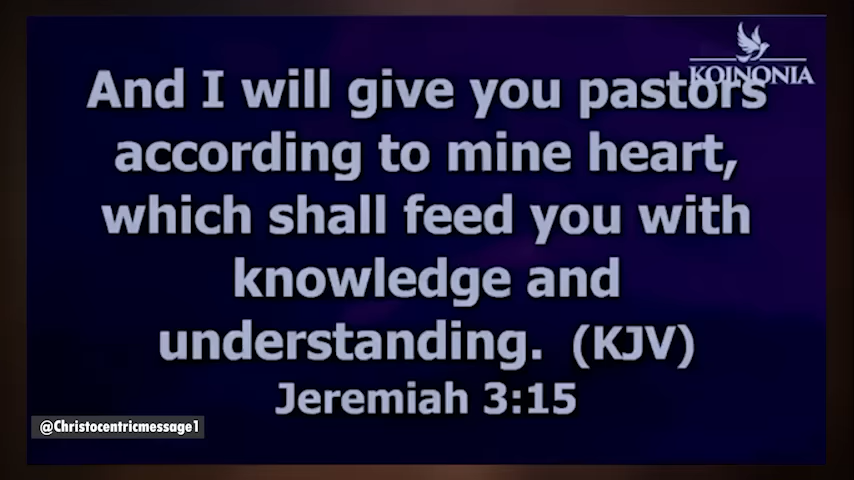 KOINONIA
And I will give you pastors
according to mine heart,
which shall feed you with
knowledge and
understanding. (KJV)
Jeremiah 3:15
@Christocentricmessage1